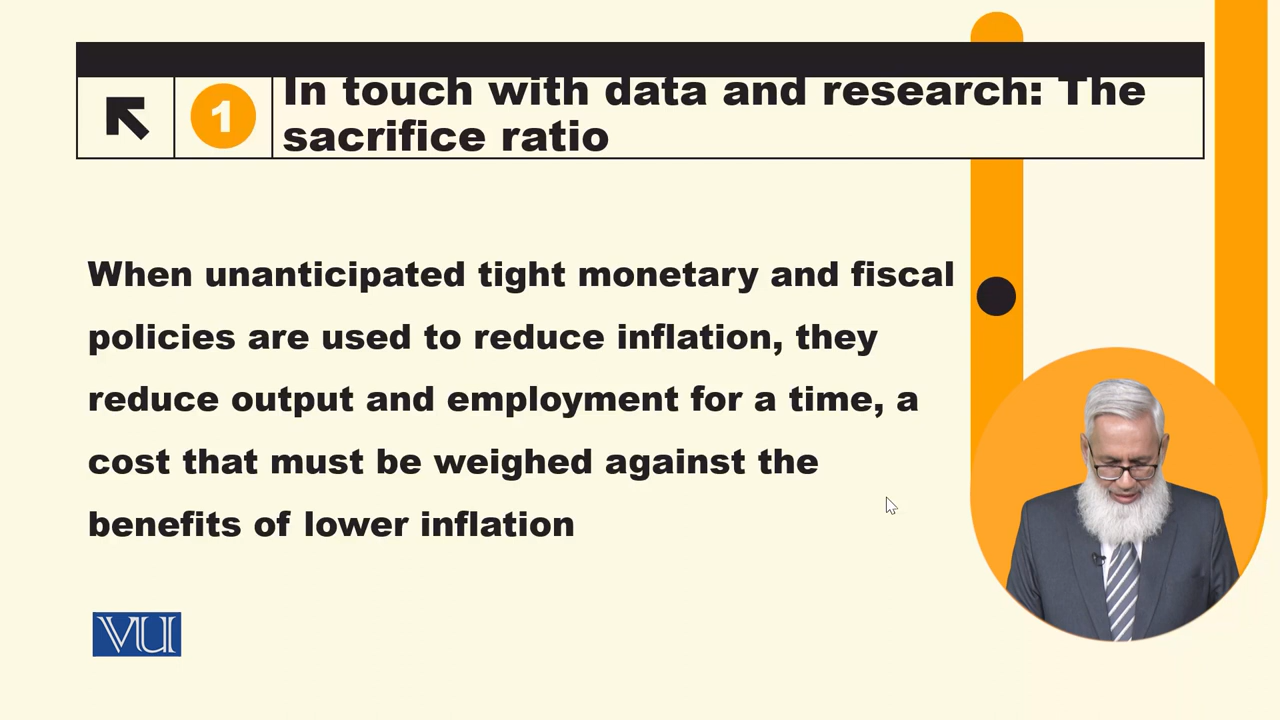 1
In touch with data and research: The
sacrifice ratio
When unanticipated tight monetary and fiscal
policies are used to reduce inflation, they
reduce output and employment for a time, a
cost that must be weighed against the
benefits of lower inflation
VU